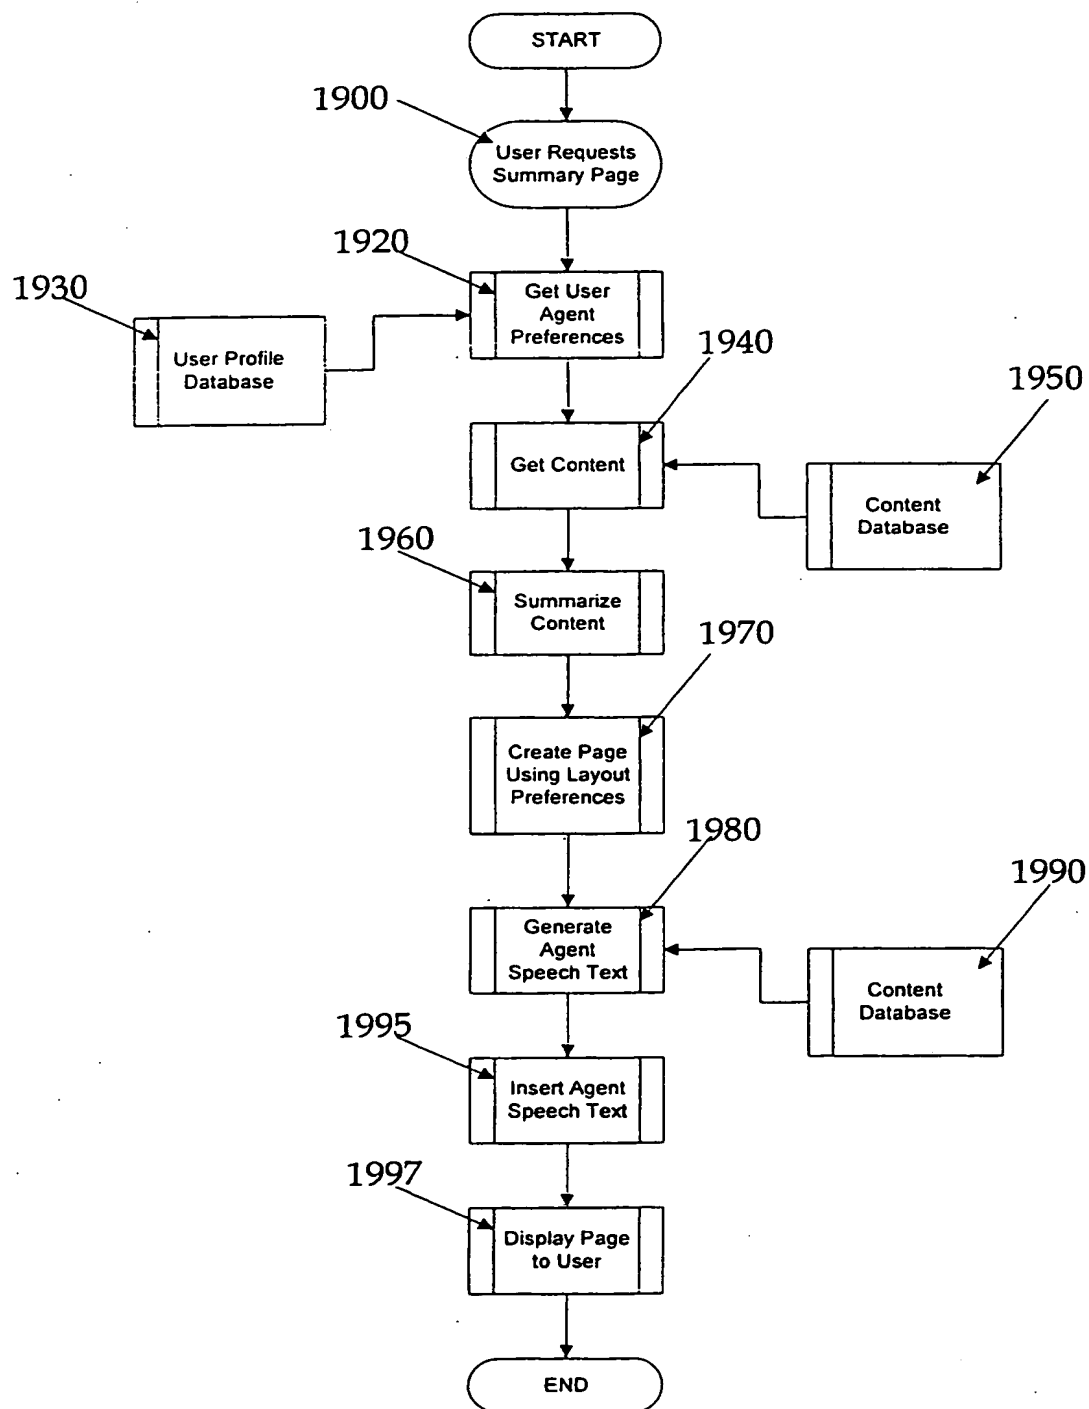 START
1900
User Requests
Summary Page
1920
Get User
Agent
Preferences
1930
User Profile
Database
1940
Get Content
1950
Content
Database
1960
Summarize
Content
1970
Create Page
Using Layout
Preferences
1980
Generate
Agent
Speech Text
1990
Content
Database
1995
Insert Agent
Speech Text
1997
Display Page
to User
END